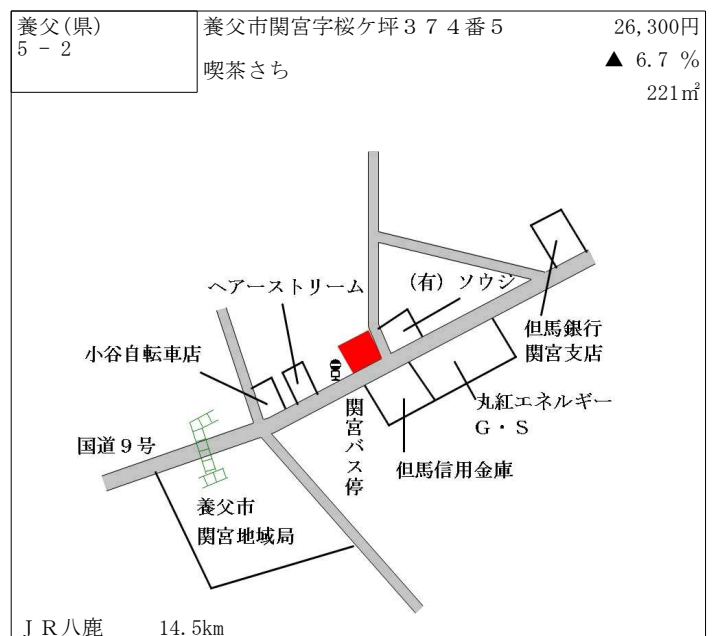 養父(県)
5 － 2
養父市関宮字桜ケ坪３７４番５
喫茶さち
26,300円
▲ 6.7 %
221㎡
ヘアーストリーム
(有) ソウジ
小谷自転車店
但馬銀行
関宮支店
関宮バス停
丸紅エネルギー
Ｇ・Ｓ
国道９号
但馬信用金庫
養父市
関宮地域局
ＪＲ八鹿 14.5km